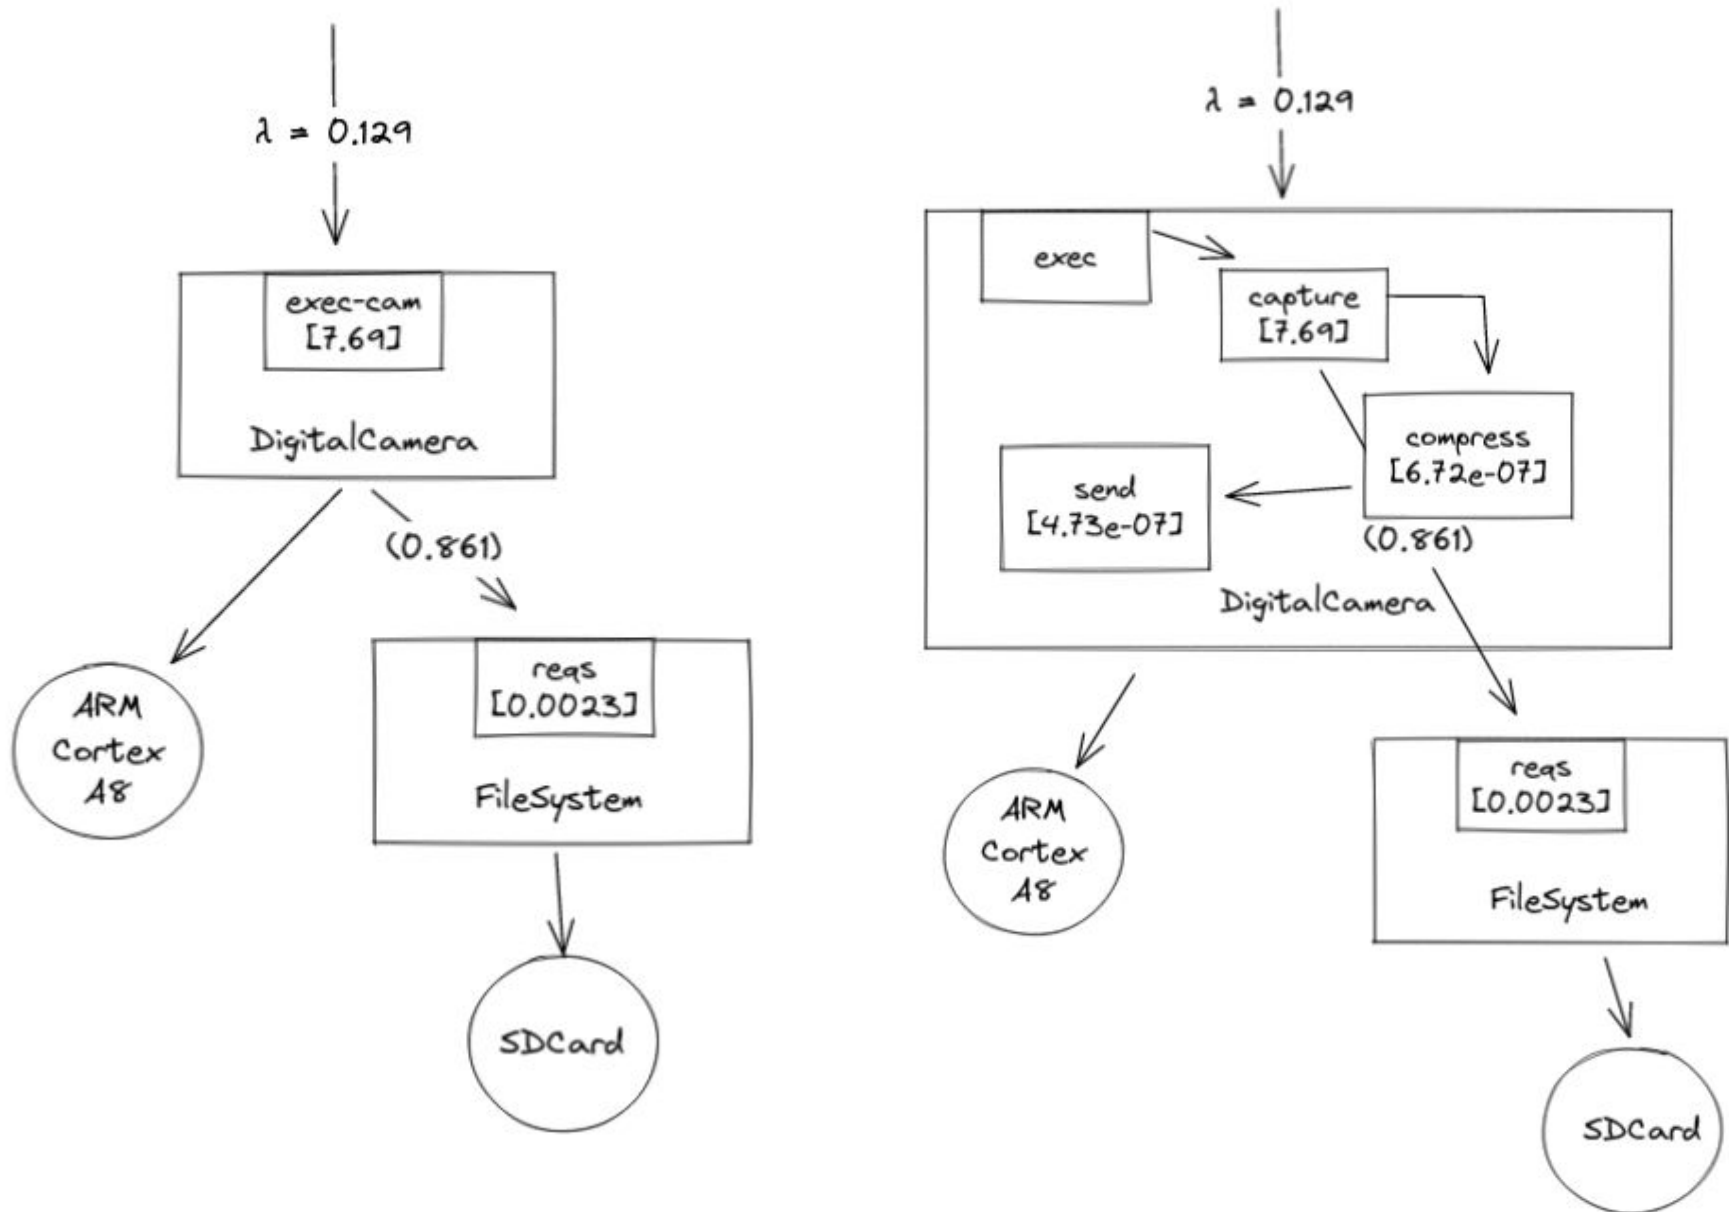 λ = 0.129
exec-cam
[7.69]
DigitalCamera
(0.861)
ARM
Cortex
A8
reqs
[0.0023]
FileSystem
SDCard
λ = 0.129
exec
capture
[7.69]
compress
[6.72e-07]
send
[4.73e-07]
(0.861)
DigitalCamera
ARM
Cortex
A8
reqs
[0.0023]
FileSystem
SDCard